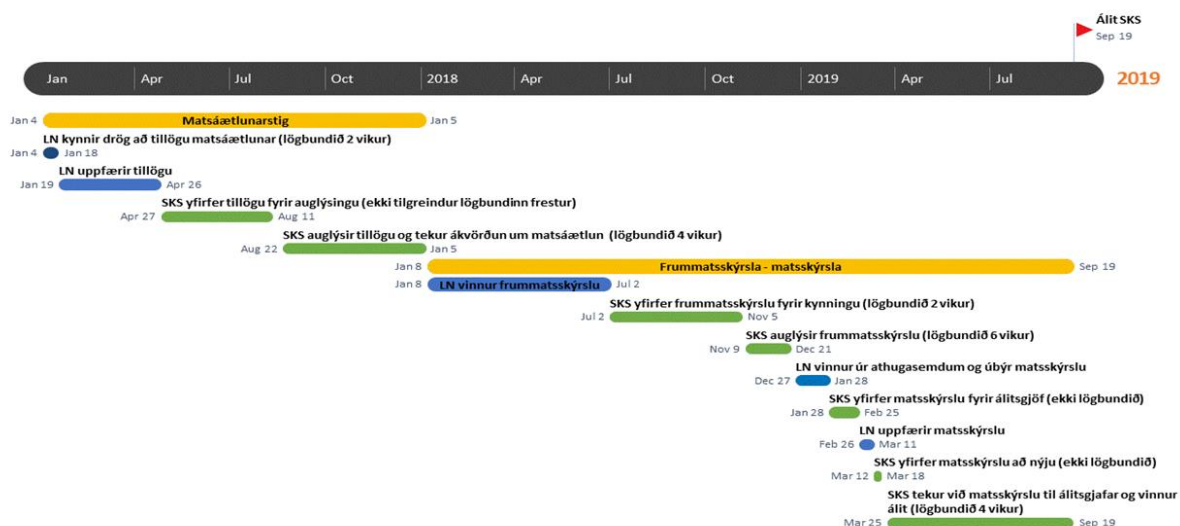 Álit SKS
Sep 19
Jan Apr Jul Oct 2018 Apr Jul Oct 2019 Apr Jul 2019
Jan 4 Matsáætlunarstig Jan 5
LN kynnir drög að tillögu matsáætlunar (lögbundið 2 vikur)
Jan 4 Jan 18
LN uppfærir tillögu
Jan 19 Apr 26
SKS yfirfer tillögu fyrir auglýsingu (ekki tilgreindur lögbundinn frestur)
Apr 27 Aug 11
SKS auglýsir tillögu og tekur ákvörðun um matsáætlun (lögbundið 4 vikur)
Aug 22 Jan 5
Jan 8 Frummatsskýrsla - matsskýrsla Sep 19
Jan 8 LN vinnur frummatsskýrslu Jul 2
SKS yfirfer frummatsskýrslu fyrir kynningu (lögbundið 2 vikur)
Jul 2 Nov 5
SKS auglýsir frummatsskýrslu (lögbundið 6 vikur)
Nov 9 Dec 21
LN vinnur úr athugasemdum og úbýr matsskýrslu
Dec 27 Jan 28
SKS yfirfer matsskýrslu fyrir álitsgjöf (ekki lögbundið)
Jan 28 Feb 25
LN uppfærir matsskýrslu
Feb 26 Mar 11
SKS yfirfer matsskýrslu að nýju (ekki lögbundið)
Mar 12 Mar 18
SKS tekur við matsskýrslu til álitsgjafar og vinnur
álit (lögbundið 4 vikur)
Mar 25 Sep 19